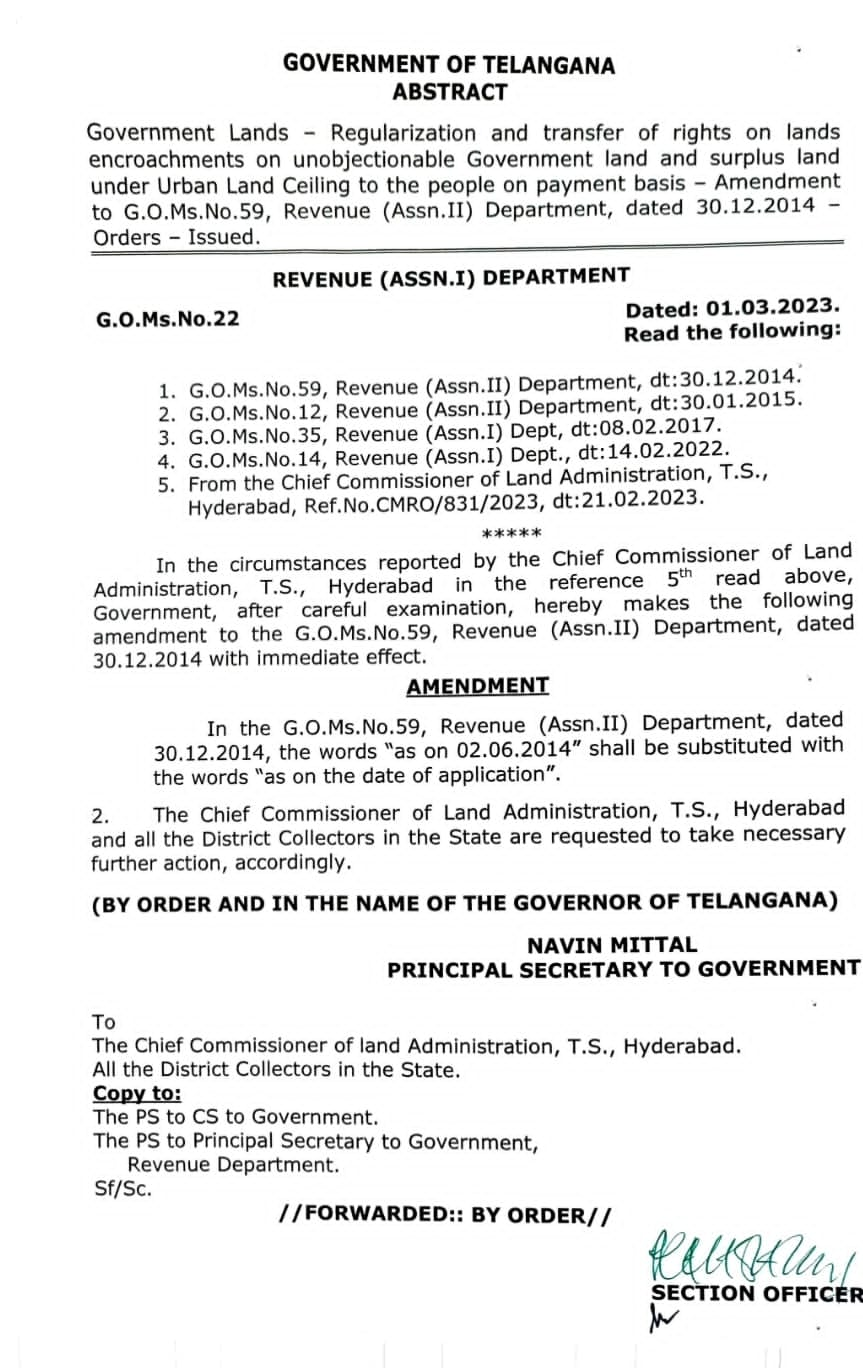 GOVERNMENT OF TELANGANA
ABSTRACT
Government Lands – Regularization and transfer of rights on lands
encroachments on unobjectionable Government land and surplus land
under Urban Land Ceiling to the people on payment basis – Amendment
to G.O.Ms.No.59, Revenue (Assn.II) Department, dated 30.12.2014 –
Orders – Issued.
REVENUE (ASSN.I) DEPARTMENT
G.O.Ms.No.22
Dated: 01.03.2023.
Read the following:
1. G.O.Ms.No.59, Revenue (Assn.II) Department, dt:30.12.2014.
2. G.O.Ms.No.12, Revenue (Assn.II) Department, dt:30.01.2015.
3. G.O.Ms.No.35, Revenue (Assn.I) Dept, dt:08.02.2017.
4. G.O.Ms.No.14, Revenue (Assn.I) Dept., dt:14.02.2022.
5. From the Chief Commissioner of Land Administration, T.S.,
Hyderabad, Ref.No.CMRO/831/2023, dt:21.02.2023.
*****
In the circumstances reported by the Chief Commissioner of Land
Administration, T.S., Hyderabad in the reference 5th read above,
Government, after careful examination, hereby makes the following
amendment to the G.O.Ms.No.59, Revenue (Assn.II) Department, dated
30.12.2014 with immediate effect.
AMENDMENT
In the G.O.Ms.No.59, Revenue (Assn.II) Department, dated
30.12.2014, the words “as on 02.06.2014” shall be substituted with
the words “as on the date of application”.
2. The Chief Commissioner of Land Administration, T.S., Hyderabad
and all the District Collectors in the State are requested to take necessary
further action, accordingly.
(BY ORDER AND IN THE NAME OF THE GOVERNOR OF TELANGANA)
NAVIN MITTAL
PRINCIPAL SECRETARY TO GOVERNMENT
To
The Chief Commissioner of land Administration, T.S., Hyderabad.
All the District Collectors in the State.
Copy to:
The PS to CS to Government.
The PS to Principal Secretary to Government,
Revenue Department.
Sf/Sc.
//FORWARDED:: BY ORDER//
SECTION OFFICER